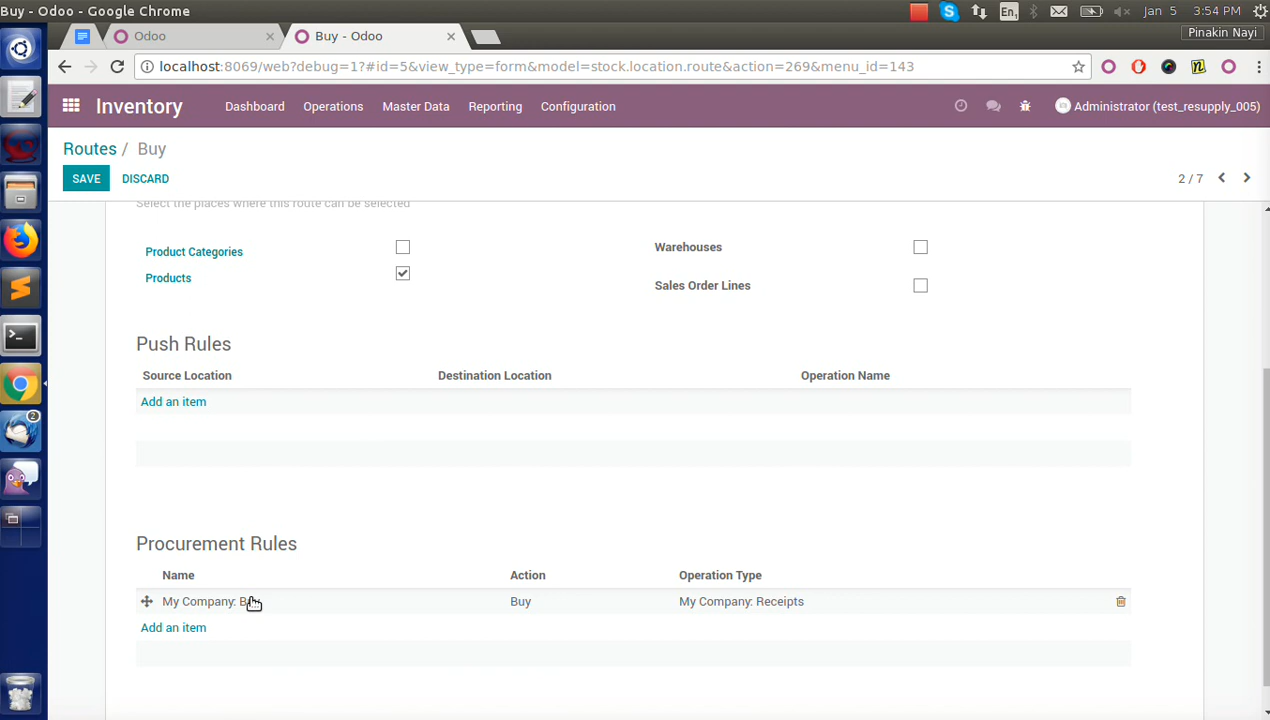 Buy - Odoo - Google Chrome
En1
Jan 5 3:54 PM
Odoo
Buy - Odoo
Pinakin Nayi
localhost:8069/web?debug=1?#id=5&view_type=form&model=stock.location.route&action=269&menu_id=143
Inventory
Dashboard Operations Master Data Reporting Configuration
Administrator (test_resupply_005)
Routes / Buy
SAVE DISCARD
2 / 7
Select the places where this route can be selected
Product Categories
Warehouses
Products
Sales Order Lines
Push Rules
Source Location Destination Location Operation Name
Add an item
2
Procurement Rules
Name Action Operation Type
My Company: Buy Buy My Company: Receipts
Add an item